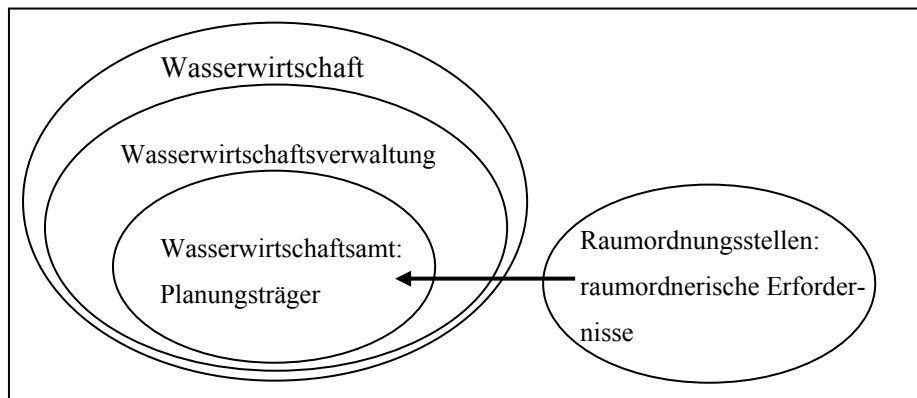 Wasserwirtschaft
Wasserwirtschaftsverwaltung
Wasserwirtschaftsamt:
Planungsträger
Raumordnungsstellen:
raumordnerische Erforder-
nisse